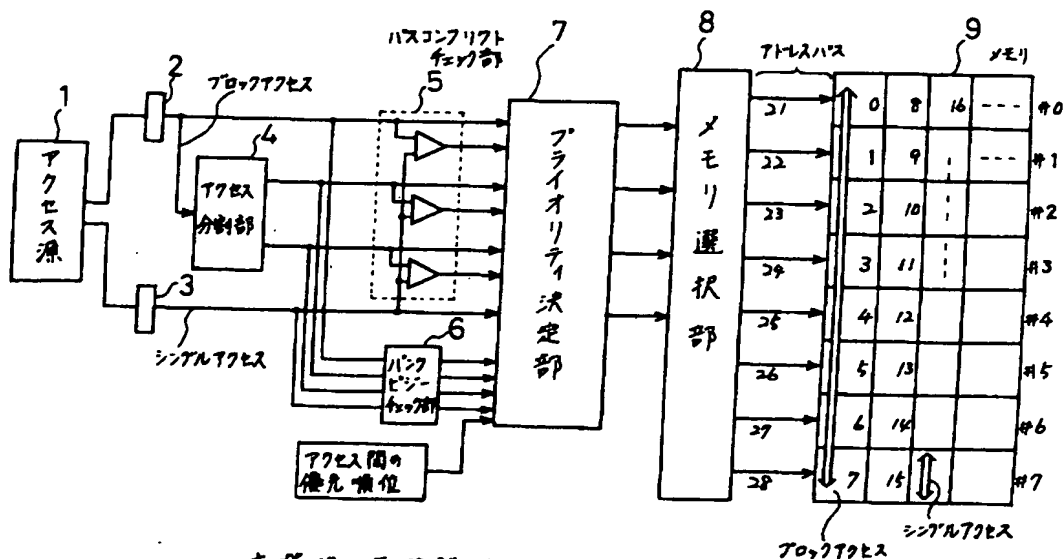 1
アクセス源
2
ブロックアクセス
3
シングルアクセス
4
アクセス
分割部
バスコンフリクト
チェック部
5
6
バンク
ビジー
チェック部
アクセス間の
優先順位
7
プライオリティ決定部
8
メモリ選択部
アドレスバス
21
22
23
24
25
26
27
28
9
メモリ
0 8 16 ---- #0
1 9 ---- #1
2 10 #2
3 11 #3
4 12 #4
5 13 #5
6 14 #6
7 15 #7
シングルアクセス
ブロックアクセス